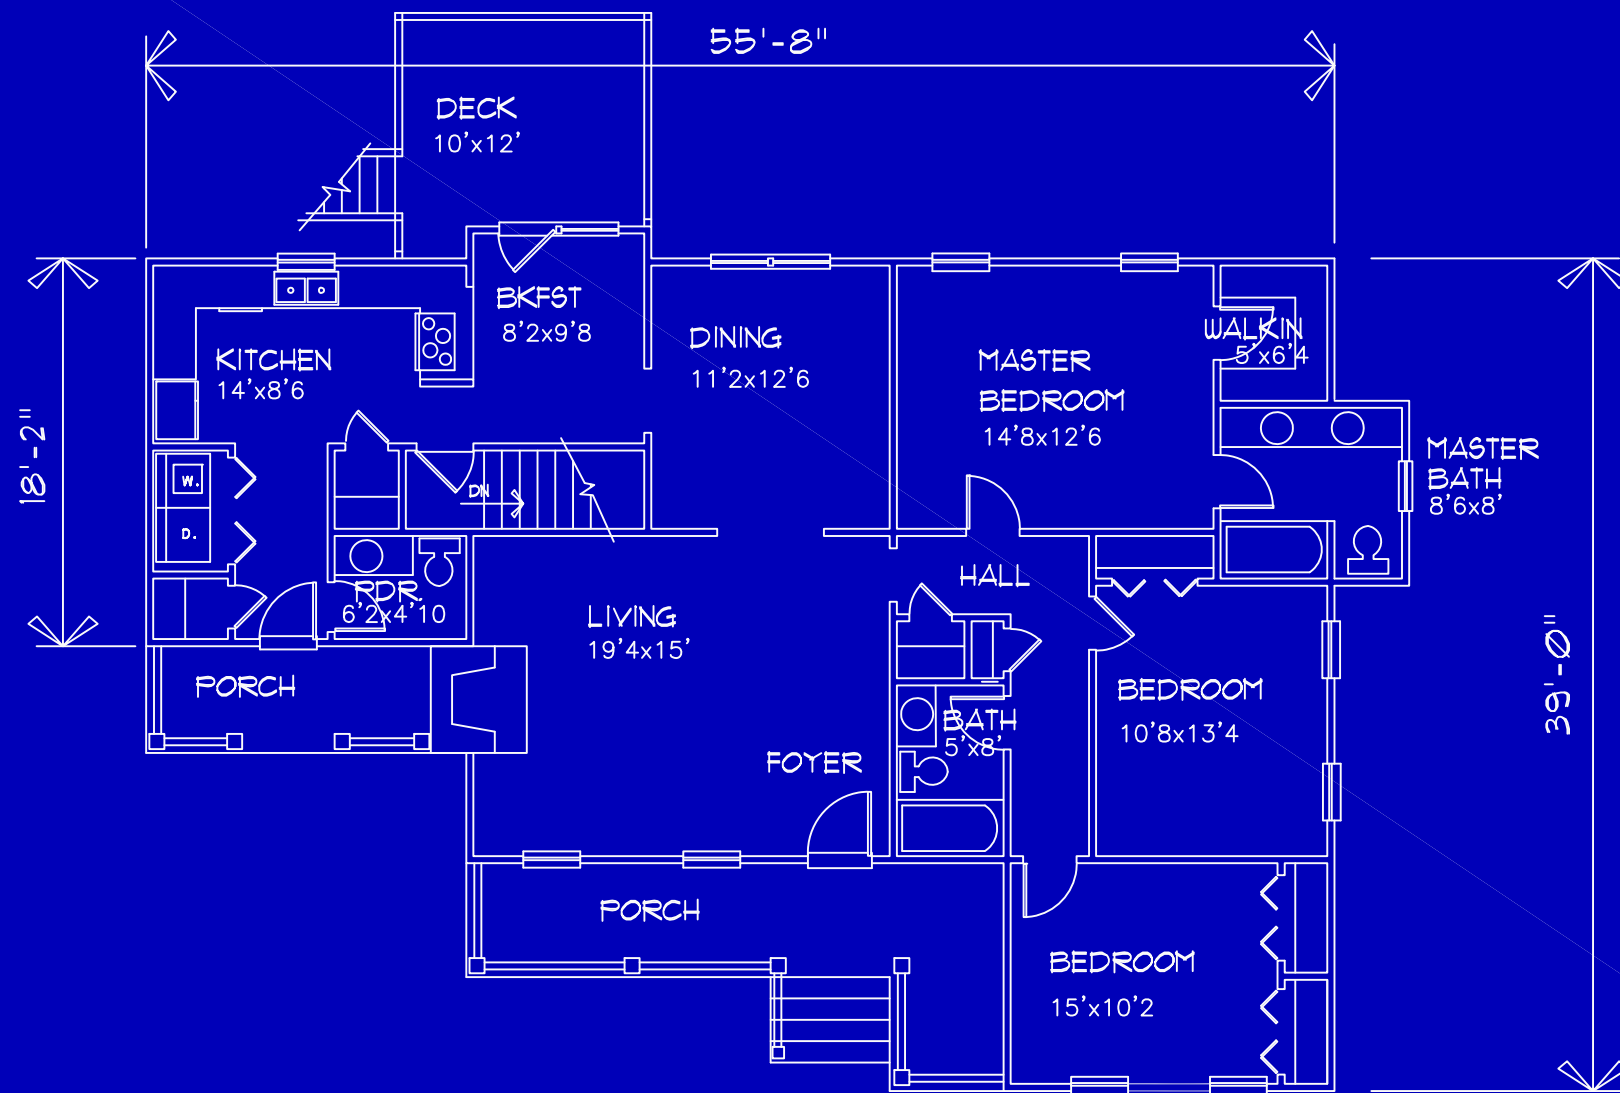 55'-8"
DECK
10'x12'
BKFST
8'2x9'8
DINING
11'2x12'6
KITCHEN
14'x8'6
MASTER
BEDROOM
14'8x12'6
WALKIN
5'x6'4
MASTER
BATH
8'6x8'
18'-2"
W.
D.
DN
RDR.
6'2x4'10
LIVING
19'4x15'
HALL
PORCH
BEDROOM
10'8x13'4
BATH
5'x8'
FOYER
39'-0"
PORCH
BEDROOM
15'x10'2